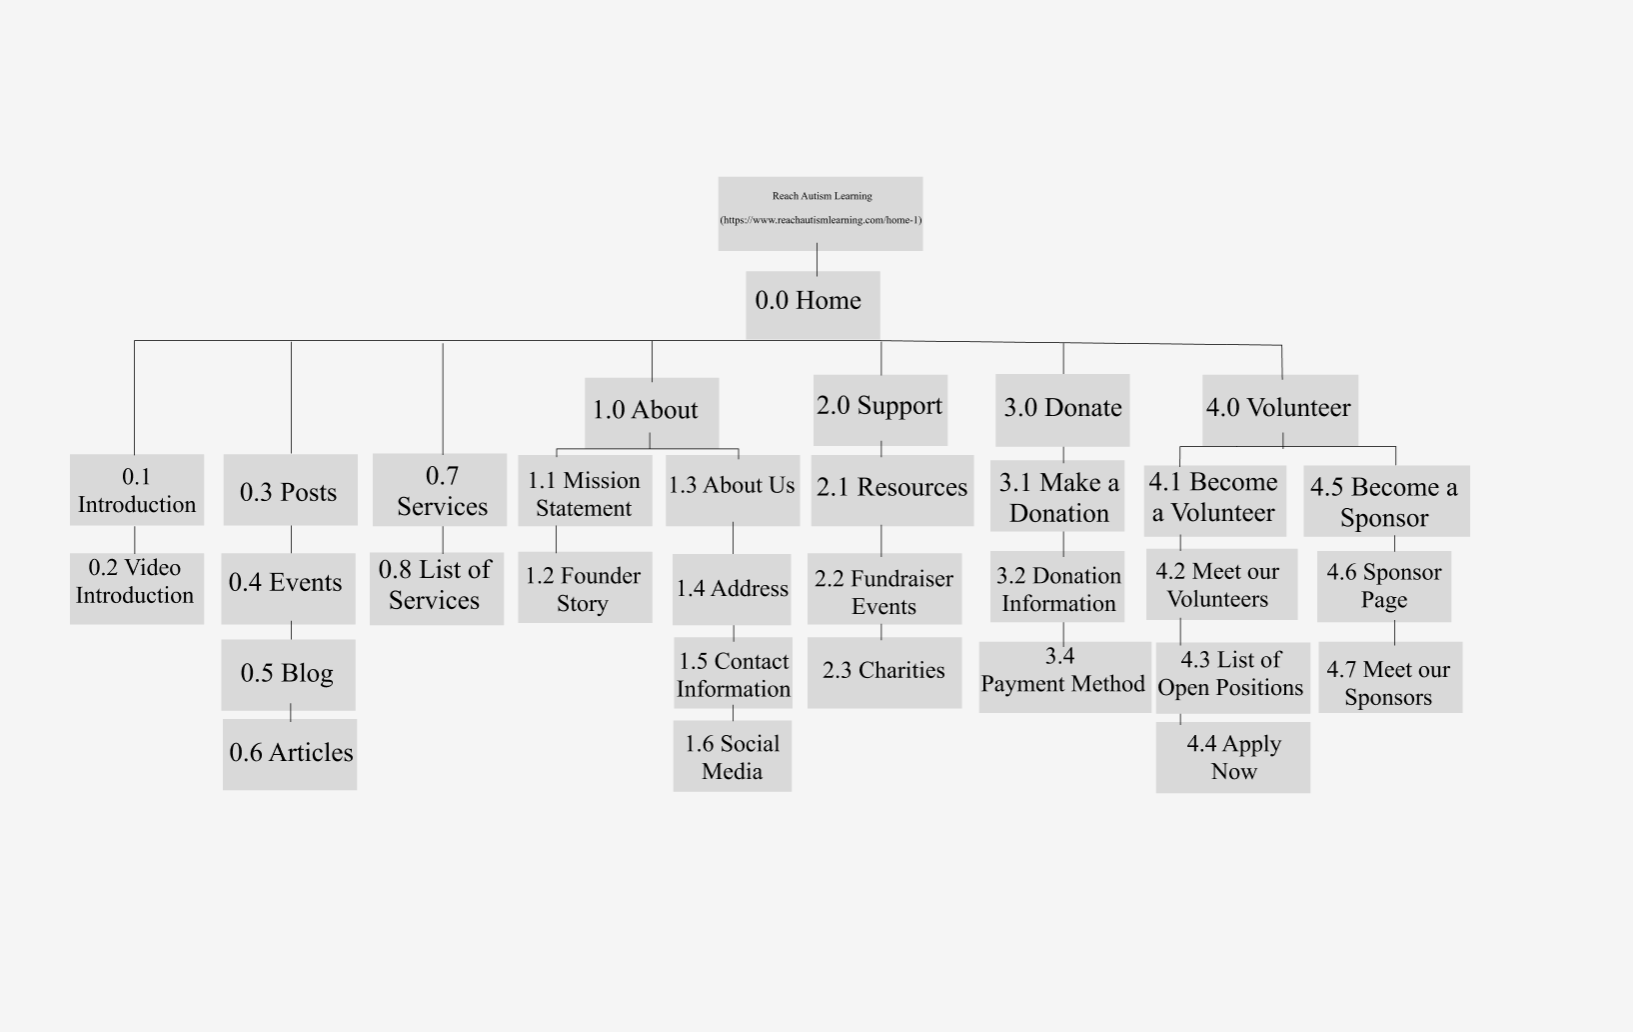 Reach Autism Learning
(https://www.reachautismlearning.com/home-1)
0.0 Home
1.0 About
2.0 Support
3.0 Donate
4.0 Volunteer
0.1
Introduction
0.2 Video
Introduction
0.3 Posts
0.4 Events
0.5 Blog
0.6 Articles
0.7
Services
0.8 List of
Services
1.1 Mission
Statement
1.2 Founder
Story
1.3 About Us
1.4 Address
1.5 Contact
Information
1.6 Social
Media
2.1 Resources
2.2 Fundraiser
Events
2.3 Charities
3.1 Make a
Donation
3.2 Donation
Information
3.4
Payment Method
4.1 Become
a Volunteer
4.2 Meet our
Volunteers
4.3 List of
Open Positions
4.4 Apply
Now
4.5 Become a
Sponsor
4.6 Sponsor
Page
4.7 Meet our
Sponsors